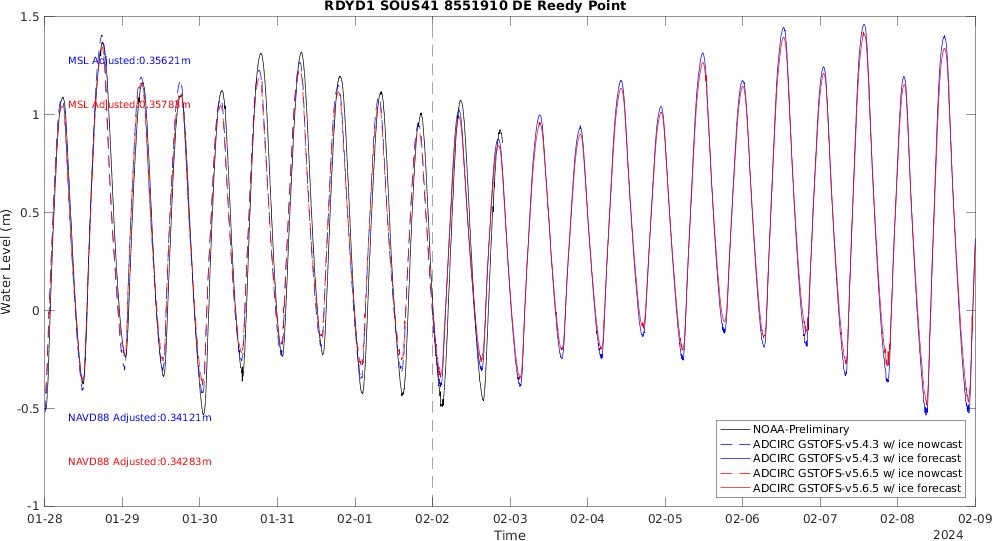 RDYD1 SOUS41 8551910 DE Reedy Point
1.5
1
0.5
0
-0.5
-1
Water Level (m)
MSL Adjusted:0.35621m
MSL Adjusted:0.35783m
NAVD88 Adjusted:0.34121m
NAVD88 Adjusted:0.34283m
NOAA-Preliminary
ADCIRC GSTOFS-v5.4.3 w/ ice nowcast
ADCIRC GSTOFS-v5.4.3 w/ ice forecast
ADCIRC GSTOFS-v5.6.5 w/ ice nowcast
ADCIRC GSTOFS-v5.6.5 w/ ice forecast
01-28 01-29 01-30 01-31 02-01 02-02 02-03 02-04 02-05 02-06 02-07 02-08 02-09
Time
2024